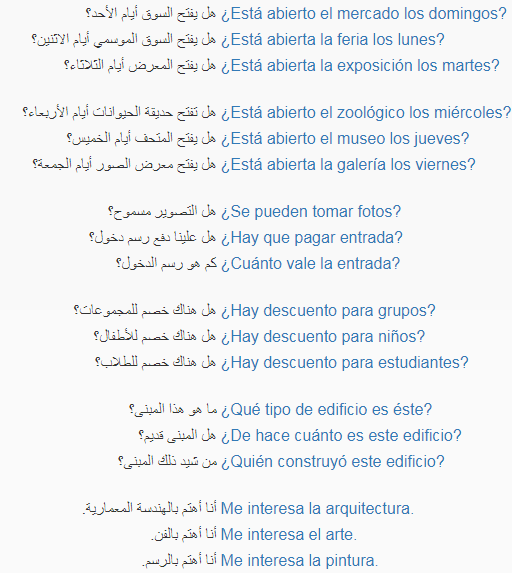 هل يفتح السوق أيام الأحد؟ ¿Está abierto el mercado los domingos?
هل يفتح السوق الموسمي أيام الاثنين؟ ¿Está abierta la feria los lunes?
هل يفتح المعرض أيام الثلاثاء؟ ¿Está abierta la exposición los martes?
هل تفتح حديقة الحيوانات أيام الأربعاء؟ ¿Está abierto el zoológico los miércoles?
هل يفتح المتحف أيام الخميس؟ ¿Está abierto el museo los jueves?
هل يفتح معرض الصور أيام الجمعة؟ ¿Está abierta la galería los viernes?
هل التصوير مسموح؟ ¿Se pueden tomar fotos?
هل علينا دفع رسم دخول؟ ¿Hay que pagar entrada?
كم هو رسم الدخول؟ ¿Cuánto vale la entrada?
هل هناك خصم للمجموعات؟ ¿Hay descuento para grupos?
هل هناك خصم للأطفال؟ ¿Hay descuento para niños?
هل هناك خصم للطلاب؟ ¿Hay descuento para estudiantes?
ما هو هذا المبنى؟ ¿Qué tipo de edificio es éste?
هل المبنى قديم؟ ¿De hace cuánto es este edificio?
من شيد ذلك المبنى؟ ¿Quién construyó este edificio?
أنا أهتم بالهندسة المعمارية. Me interesa la arquitectura.
أنا أهتم بالفن. Me interesa el arte.
أنا أهتم بالرسم. Me interesa la pintura.